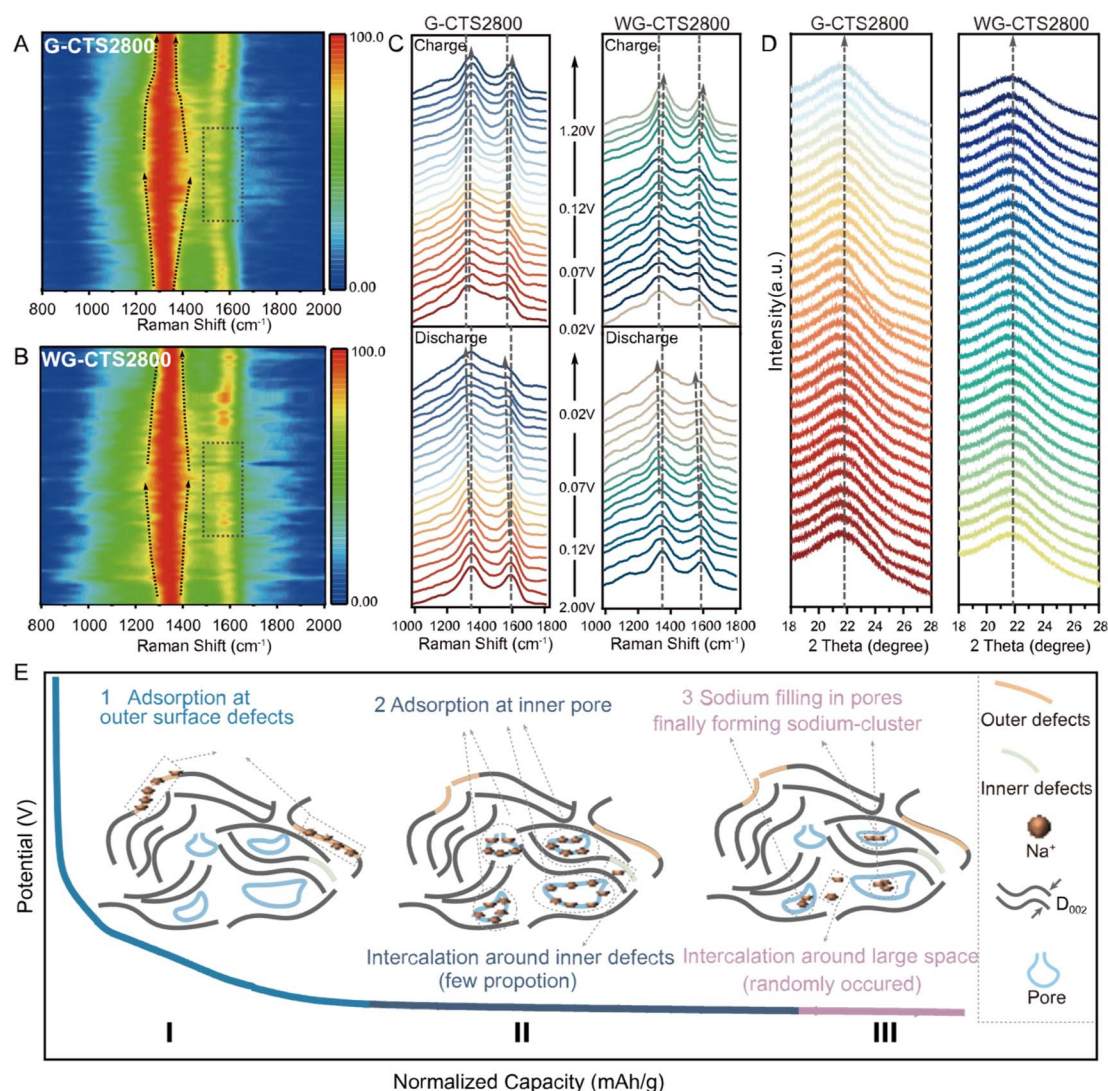 A
G-CTS2800
100.0
0.00
800 1000 1200 1400 1600 1800 2000
Raman Shift (cm⁻¹)
B
WG-CTS2800
100.0
0.00
800 1000 1200 1400 1600 1800 2000
Raman Shift (cm⁻¹)
C
G-CTS2800
WG-CTS2800
Charge
Charge
1.20V
0.12V
0.07V
0.02V
Discharge
Discharge
0.02V
0.07V
0.12V
2.00V
1000 1200 1400 1600 1800
Raman Shift (cm⁻¹)
1000 1200 1400 1600 1800
Raman Shift (cm⁻¹)
D
G-CTS2800
WG-CTS2800
Intensity(a.u.)
18 20 22 24 26 28
2 Theta (degree)
18 20 22 24 26 28
2 Theta (degree)
E
Potential (V)
1 Adsorption at
outer surface defects
2 Adsorption at inner pore
3 Sodium filling in pores
finally forming sodium-cluster
Intercalation around inner defects
(few propotion)
Intercalation around large space
(randomly occured)
I
II
III
Normalized Capacity (mAh/g)
Outer defects
Innerr defects
Na⁺
D₀₀₂
Pore